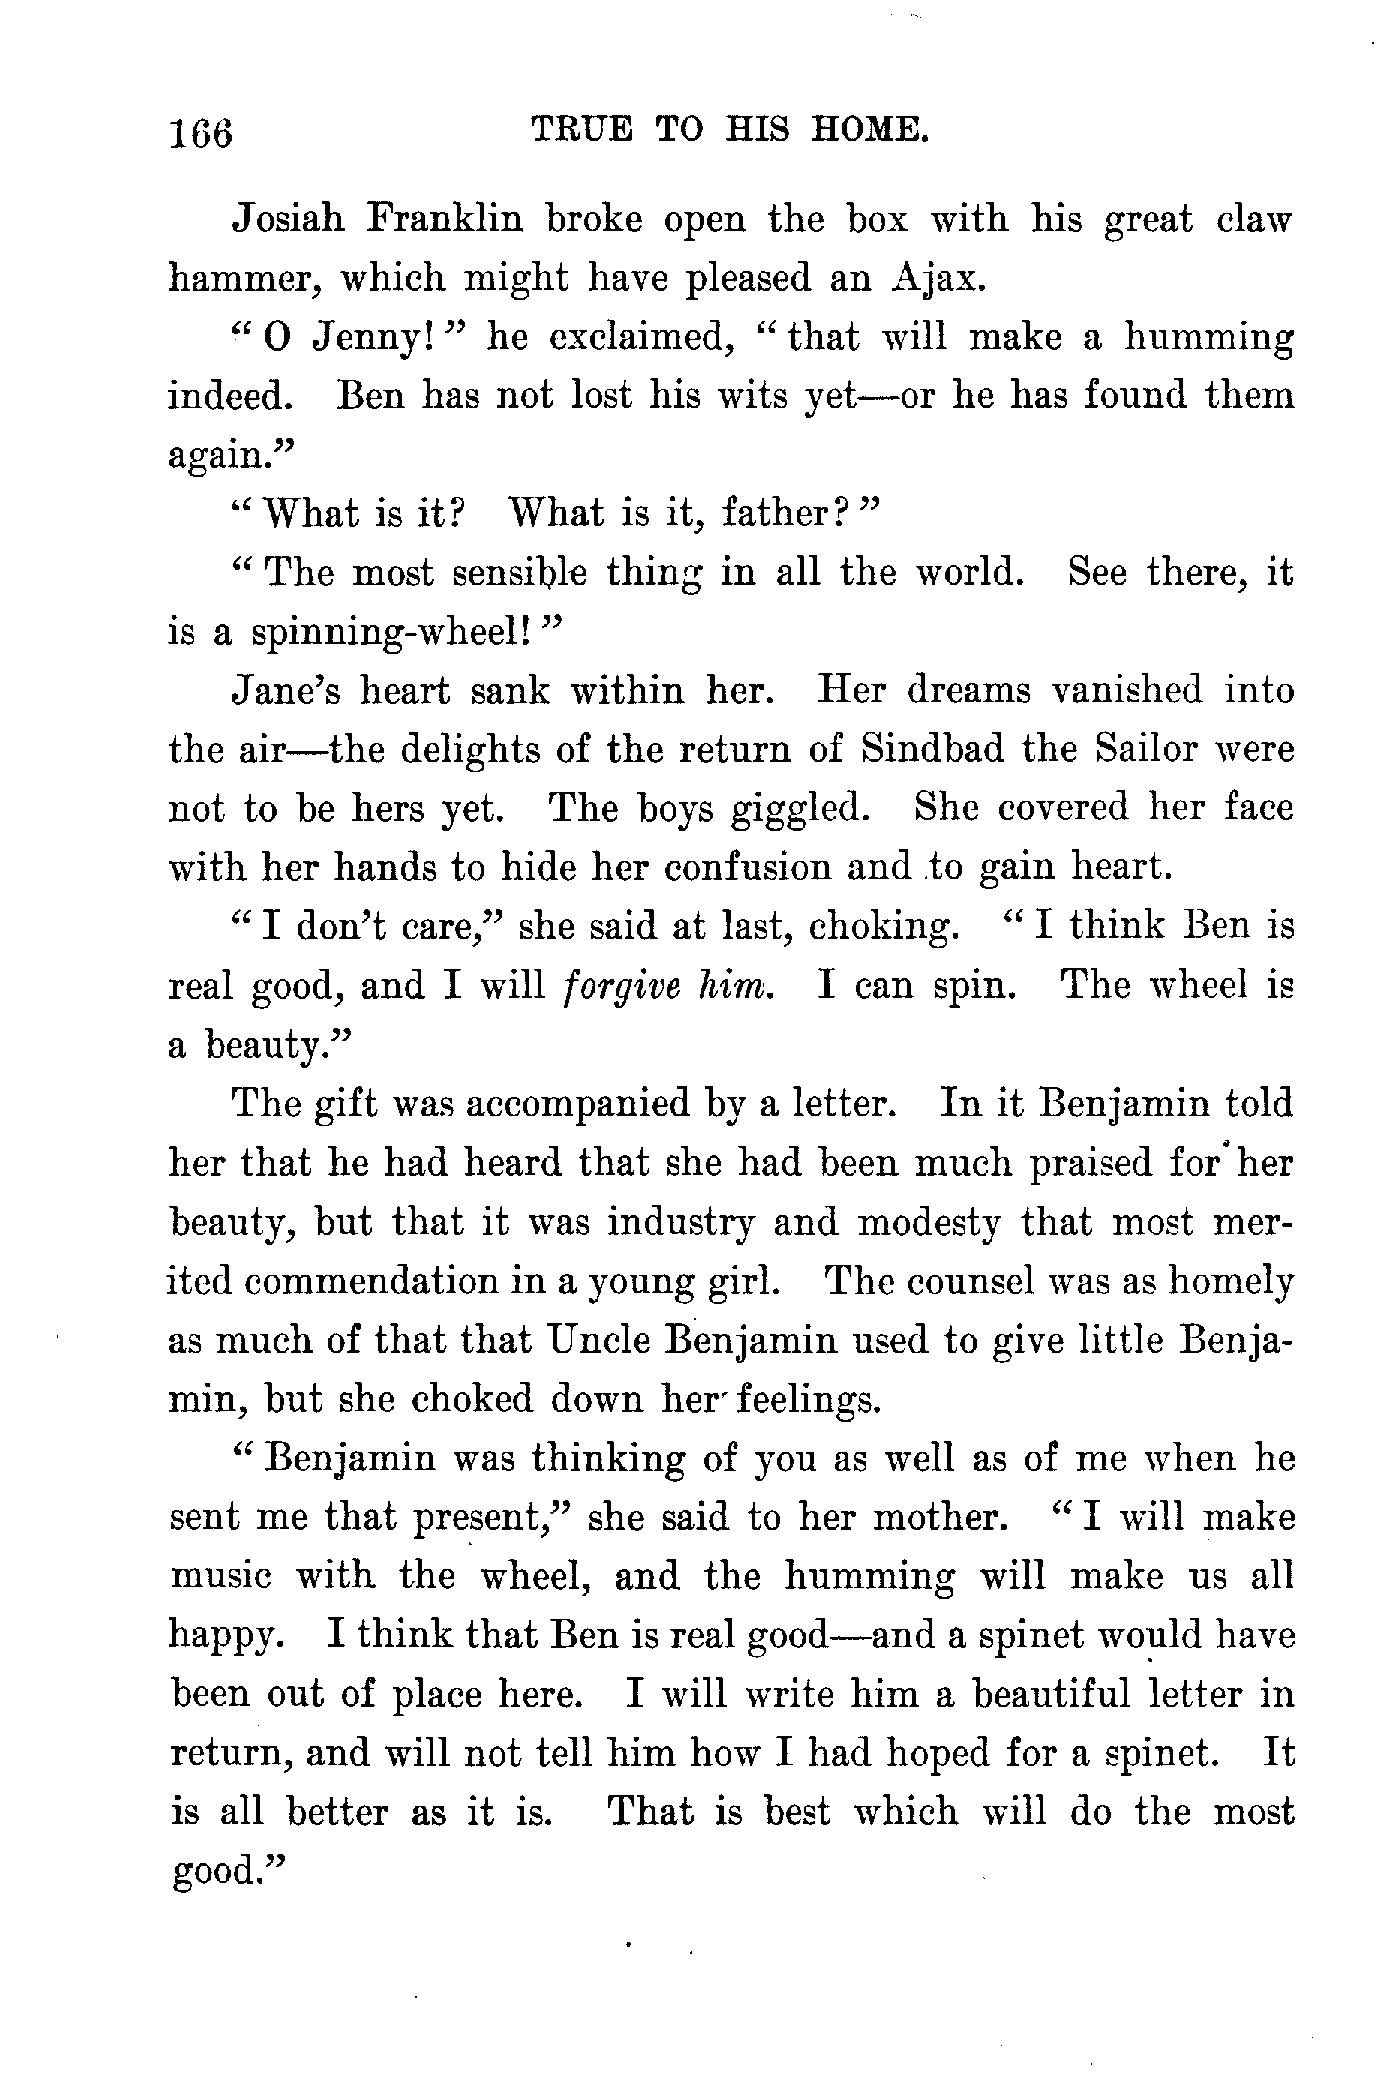 166 TRUE TO HIS HOME.
Josiah Franklin broke open the box with his great claw
hammer, which might have pleased an Ajax.
“ O Jenny! ” he exclaimed, “ that will make a humming
indeed. Ben has not lost his wits yet—or he has found them
again.”
“ What is it? What is it, father? ”
“ The most sensible thing in all the world. See there, it
is a spinning-wheel! ”
Jane’s heart sank within her. Her dreams vanished into
the air—the delights of the return of Sindbad the Sailor were
not to be hers yet. The boys giggled. She covered her face
with her hands to hide her confusion and to gain heart.
“ I don’t care,” she said at last, choking. “ I think Ben is
real good, and I will forgive him. I can spin. The wheel is
a beauty.”
The gift was accompanied by a letter. In it Benjamin told
her that he had heard that she had been much praised for her
beauty, but that it was industry and modesty that most mer-
ited commendation in a young girl. The counsel was as homely
as much of that that Uncle Benjamin used to give little Benja-
min, but she choked down her feelings.
“ Benjamin was thinking of you as well as of me when he
sent me that present,” she said to her mother. “ I will make
music with the wheel, and the humming will make us all
happy. I think that Ben is real good—and a spinet would have
been out of place here. I will write him a beautiful letter in
return, and will not tell him how I had hoped for a spinet. It
is all better as it is. That is best which will do the most
good.”